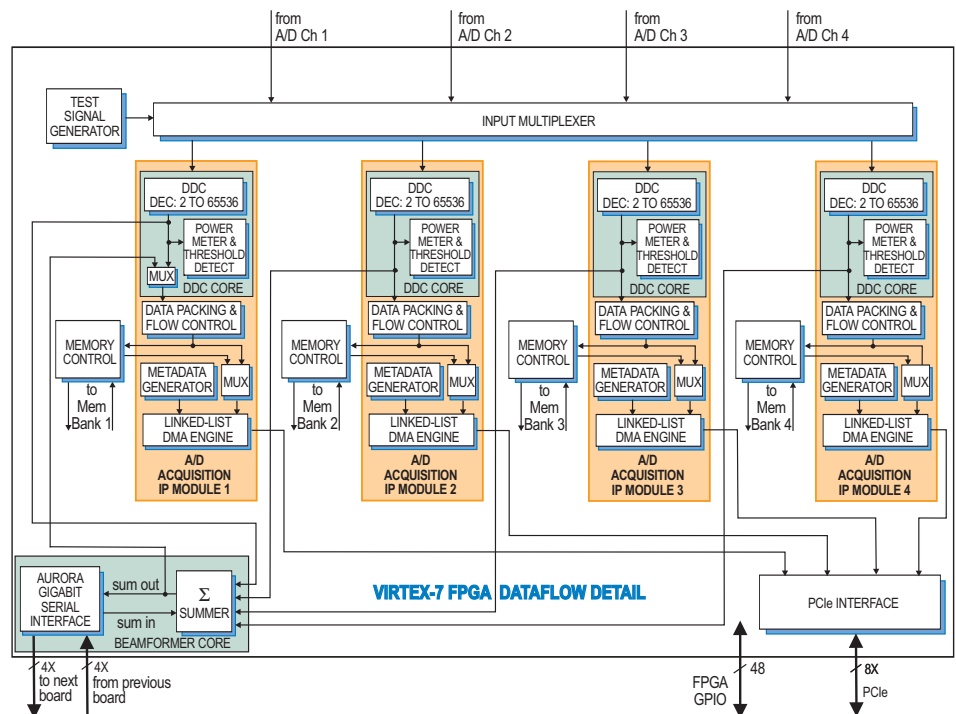 from
A/D Ch 1
from
A/D Ch 2
from
A/D Ch 3
from
A/D Ch 4
TEST
SIGNAL
GENERATOR
INPUT MULTIPLEXER
DDC
DEC: 2 TO 65536
POWER
METER &
THRESHOLD
DETECT
MUX
DDC CORE
DATA PACKING &
FLOW CONTROL
MEMORY
CONTROL
METADATA
GENERATOR
MUX
to
Mem
Bank 1
LINKED-LIST
DMA ENGINE
A/D
ACQUISITION
IP MODULE 1
DDC
DEC: 2 TO 65536
POWER
METER &
THRESHOLD
DETECT
DDC CORE
DATA PACKING &
FLOW CONTROL
MEMORY
CONTROL
METADATA
GENERATOR
MUX
to
Mem
Bank 2
LINKED-LIST
DMA ENGINE
A/D
ACQUISITION
IP MODULE 2
DDC
DEC: 2 TO 65536
POWER
METER &
THRESHOLD
DETECT
DDC CORE
DATA PACKING &
FLOW CONTROL
MEMORY
CONTROL
METADATA
GENERATOR
MUX
to
Mem
Bank 3
LINKED-LIST
DMA ENGINE
A/D
ACQUISITION
IP MODULE 3
DDC
DEC: 2 TO 65536
POWER
METER &
THRESHOLD
DETECT
DDC CORE
DATA PACKING &
FLOW CONTROL
MEMORY
CONTROL
METADATA
GENERATOR
MUX
to
Mem
Bank 4
LINKED-LIST
DMA ENGINE
A/D
ACQUISITION
IP MODULE 4
AURORA
GIGABIT
SERIAL
INTERFACE
sum out
sum in
Σ
SUMMER
BEAMFORMER CORE
VIRTEX-7 FPGA DATAFLOW DETAIL
PCIe INTERFACE
4X
to next
board
4X
from previous
board
48
FPGA
GPIO
8X
PCIe